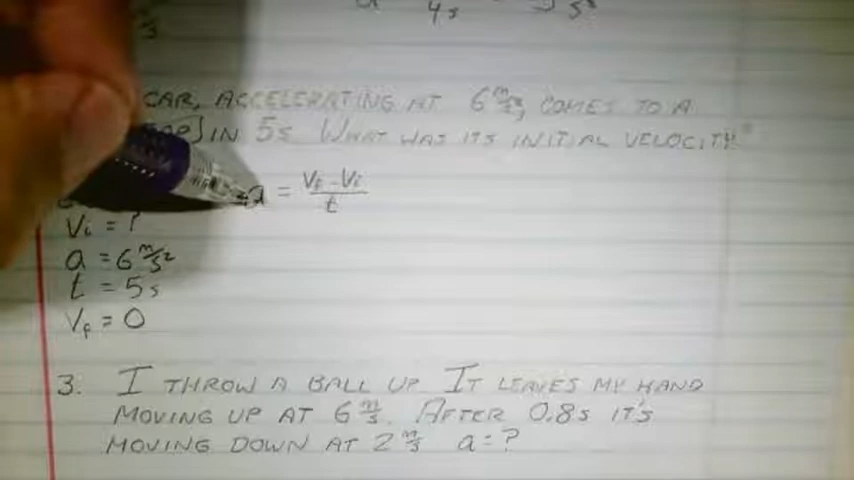 4s
CAR, ACCELERATING AT 6 m/s², COMES TO A
IN 5s WHAT WAS ITS INITIAL VELOCITY?
a = Vf - Vi / t
Vi = ?
a = 6 m/s²
t = 5s
Vf = 0
3. I THROW A BALL UP IT LEAVES MY HAND
MOVING UP AT 6 m/s. AFTER 0.8s IT'S
MOVING DOWN AT 2 m/s a = ?